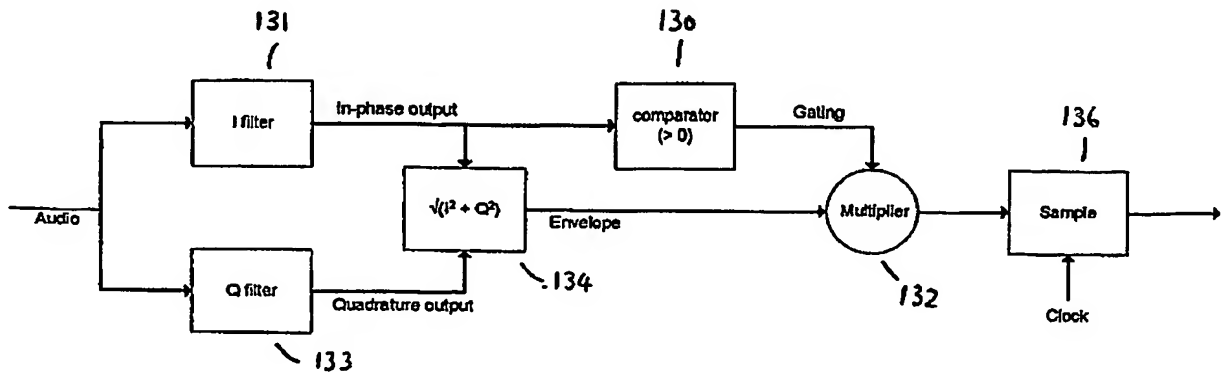 131
130
136
I filter
In-phase output
comparator
(> 0)
Gating
Audio
√(I² + Q²)
Envelope
Multiplier
Sample
134
132
Q filter
Quadrature output
Clock
133